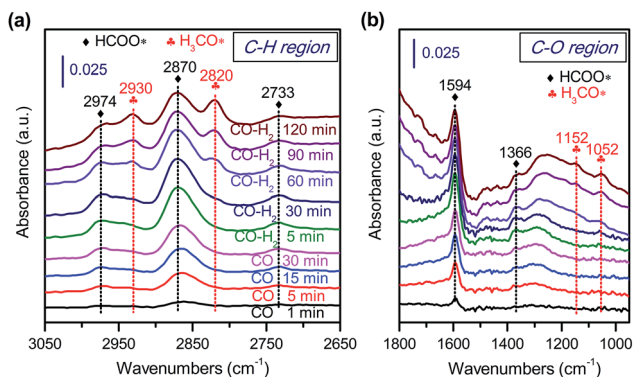 (a)
♦ HCOO* ♣ H3CO*
C-H region
0.025
2974
2930
2870
2820
2733
CO-H2 120 min
CO-H2 90 min
CO-H2 60 min
CO-H2 30 min
CO-H2 5 min
CO 30 min
CO 15 min
CO 5 min
CO 1 min
Absorbance (a.u.)
3050 2950 2850 2750 2650
Wavenumbers (cm-1)
(b)
C-O region
0.025
♦ HCOO*
♣ H3CO*
1594
1366
1152
1052
Absorbance (a.u.)
1800 1600 1400 1200 1000
Wavenumbers (cm-1)